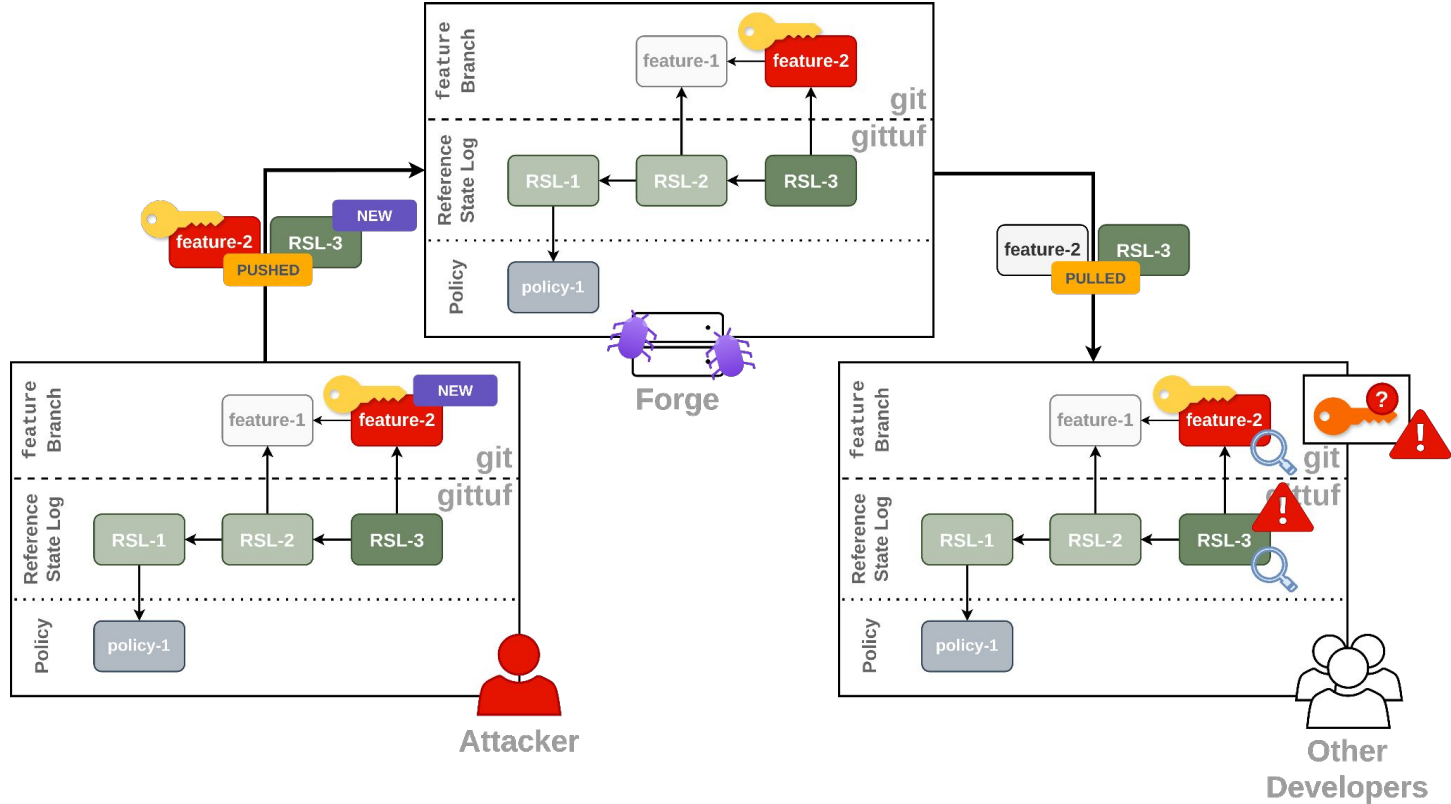 feature
Branch
feature-1
feature-2
git
gittuf
Reference
State Log
RSL-1
RSL-2
RSL-3
Policy
policy-1
Forge
feature-2
RSL-3
NEW
PUSHED
feature-2
RSL-3
PULLED
feature
Branch
feature-1
feature-2
NEW
git
gittuf
Reference
State Log
RSL-1
RSL-2
RSL-3
Policy
policy-1
Attacker
feature
Branch
feature-1
feature-2
?
!
git
gittuf
Reference
State Log
RSL-1
RSL-2
RSL-3
!
Policy
policy-1
Other
Developers